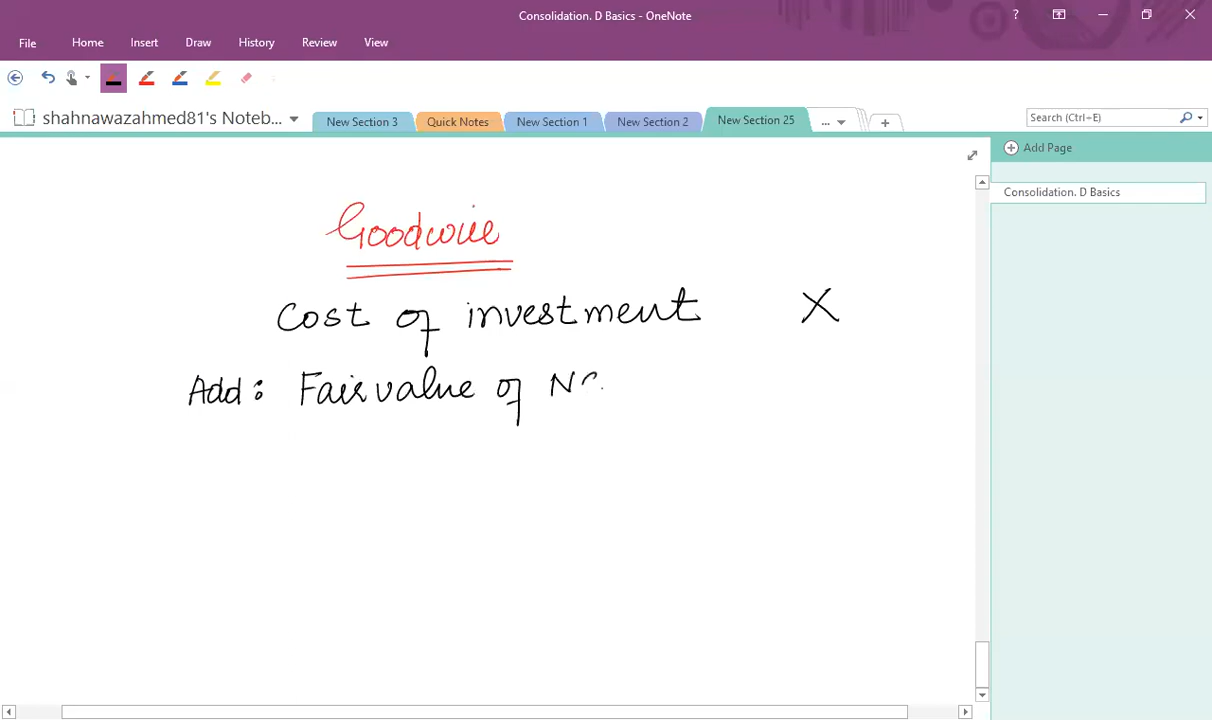 Consolidation. D Basics - OneNote
?
File Home Insert Draw History Review View
shahnawazahmed81's Noteb...
New Section 3
Quick Notes
New Section 1
New Section 2
New Section 25
...
Search (Ctrl+E)
Add Page
Consolidation. D Basics
Goodwill
Cost of investment X
Add: Fair value of